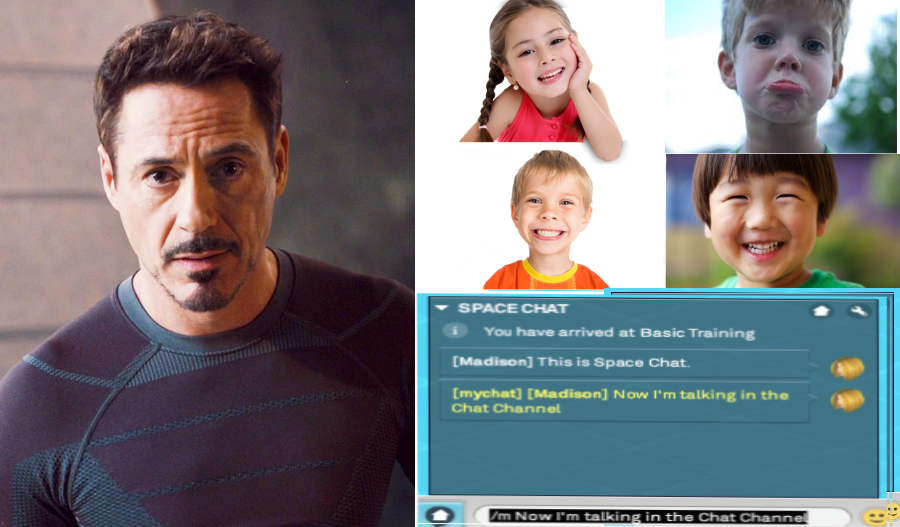 SPACE CHAT
You have arrived at Basic Training
[Madison] This is Space Chat.
[mychat] [Madison] Now I'm talking in the
Chat Channel
/m Now I'm talking in the Chat Channel